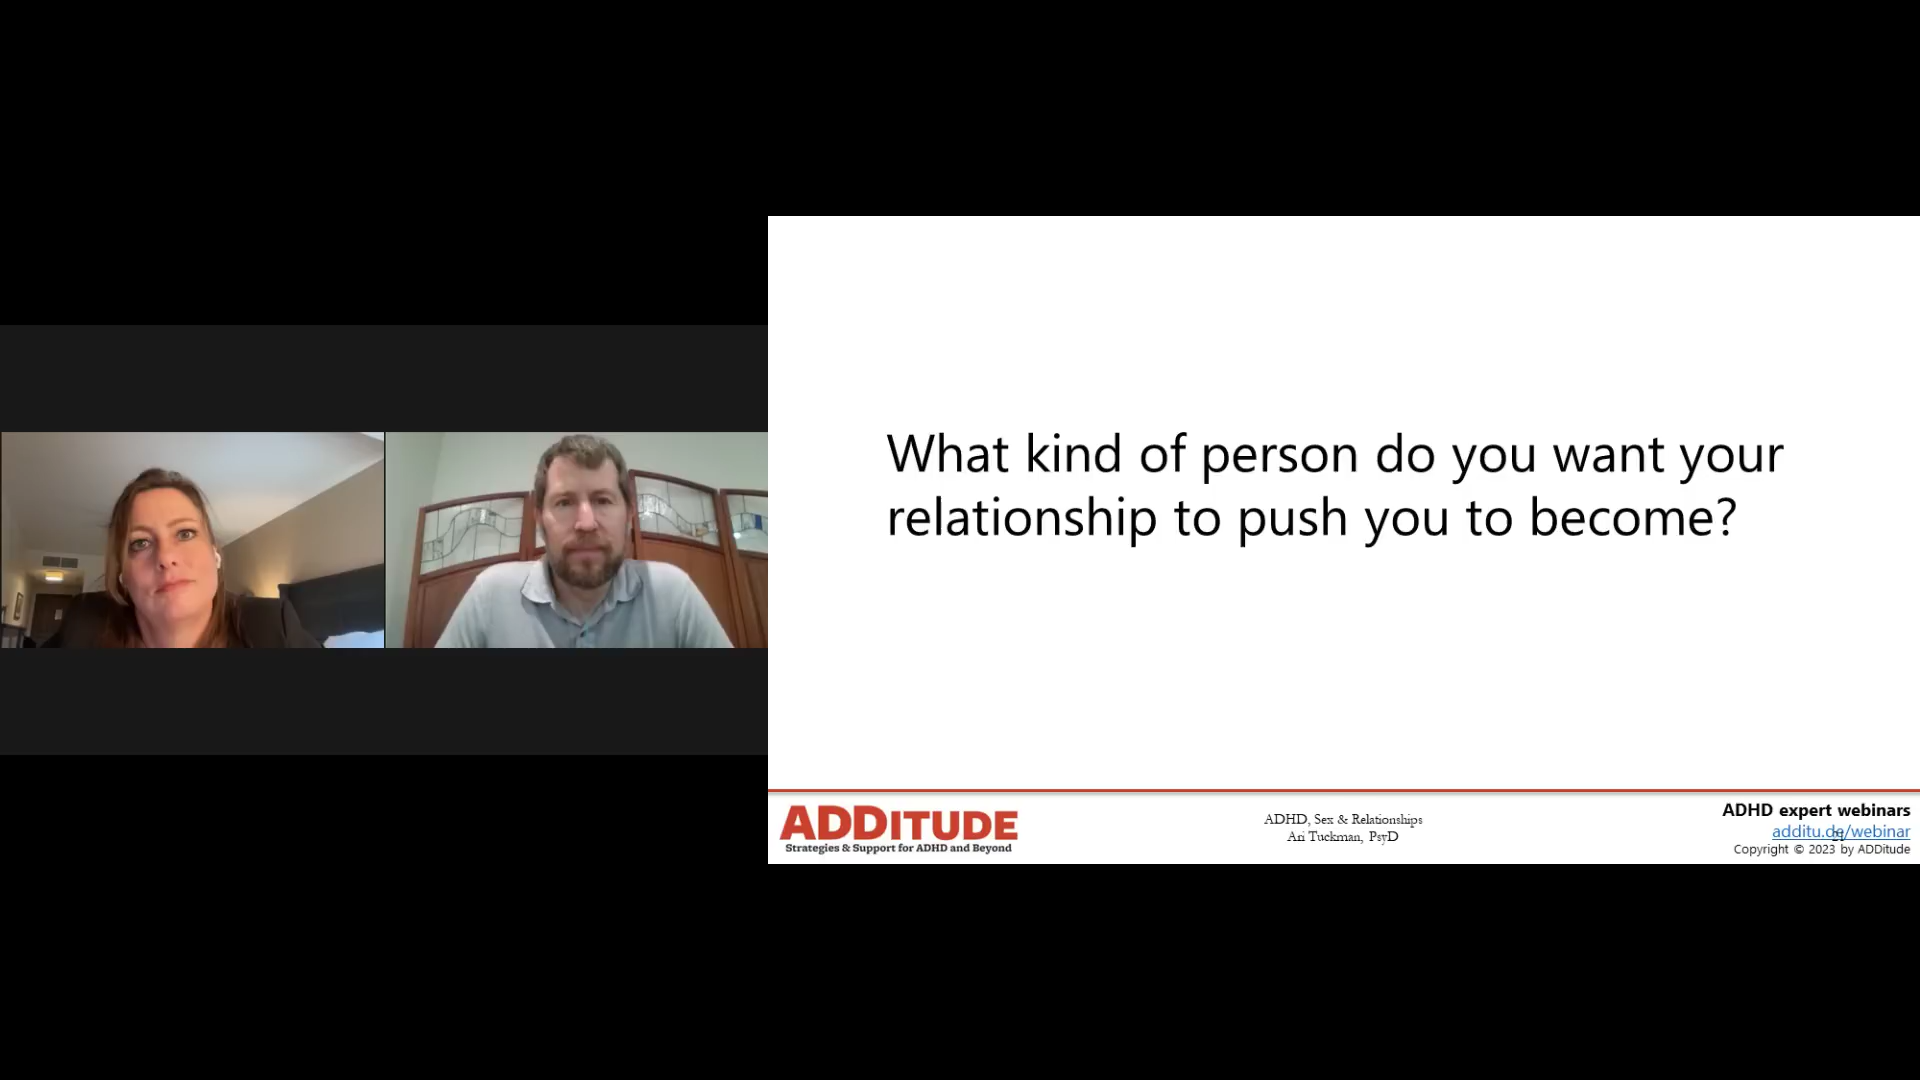 What kind of person do you want your
relationship to push you to become?
ADDITUDE
Strategies & Support for ADHD and Beyond
ADHD, Sex & Relationships
Ari Tuckman, PsyD
ADHD expert webinars
additu.de/webinar
21
Copyright © 2023 by ADDitude